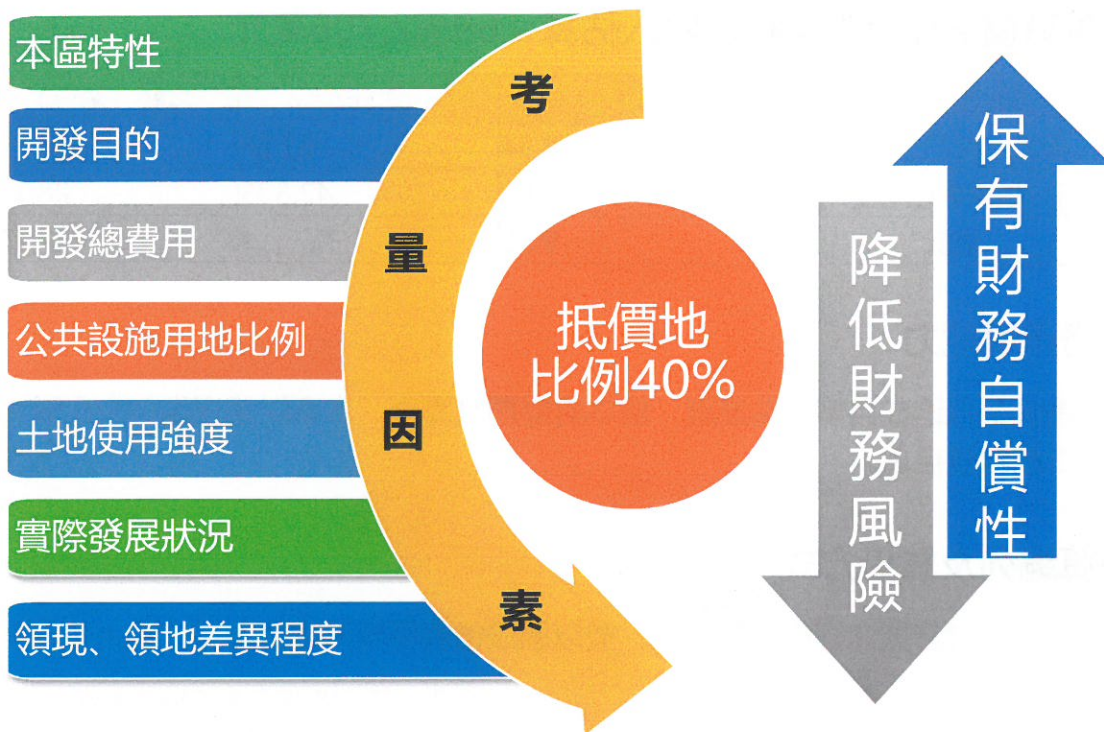 本區特性
開發目的
開發總費用
公共設施用地比例
土地使用強度
實際發展狀況
領現、領地差異程度
考量因素
抵價地
比例40%
降低財務風險
保有財務自償性